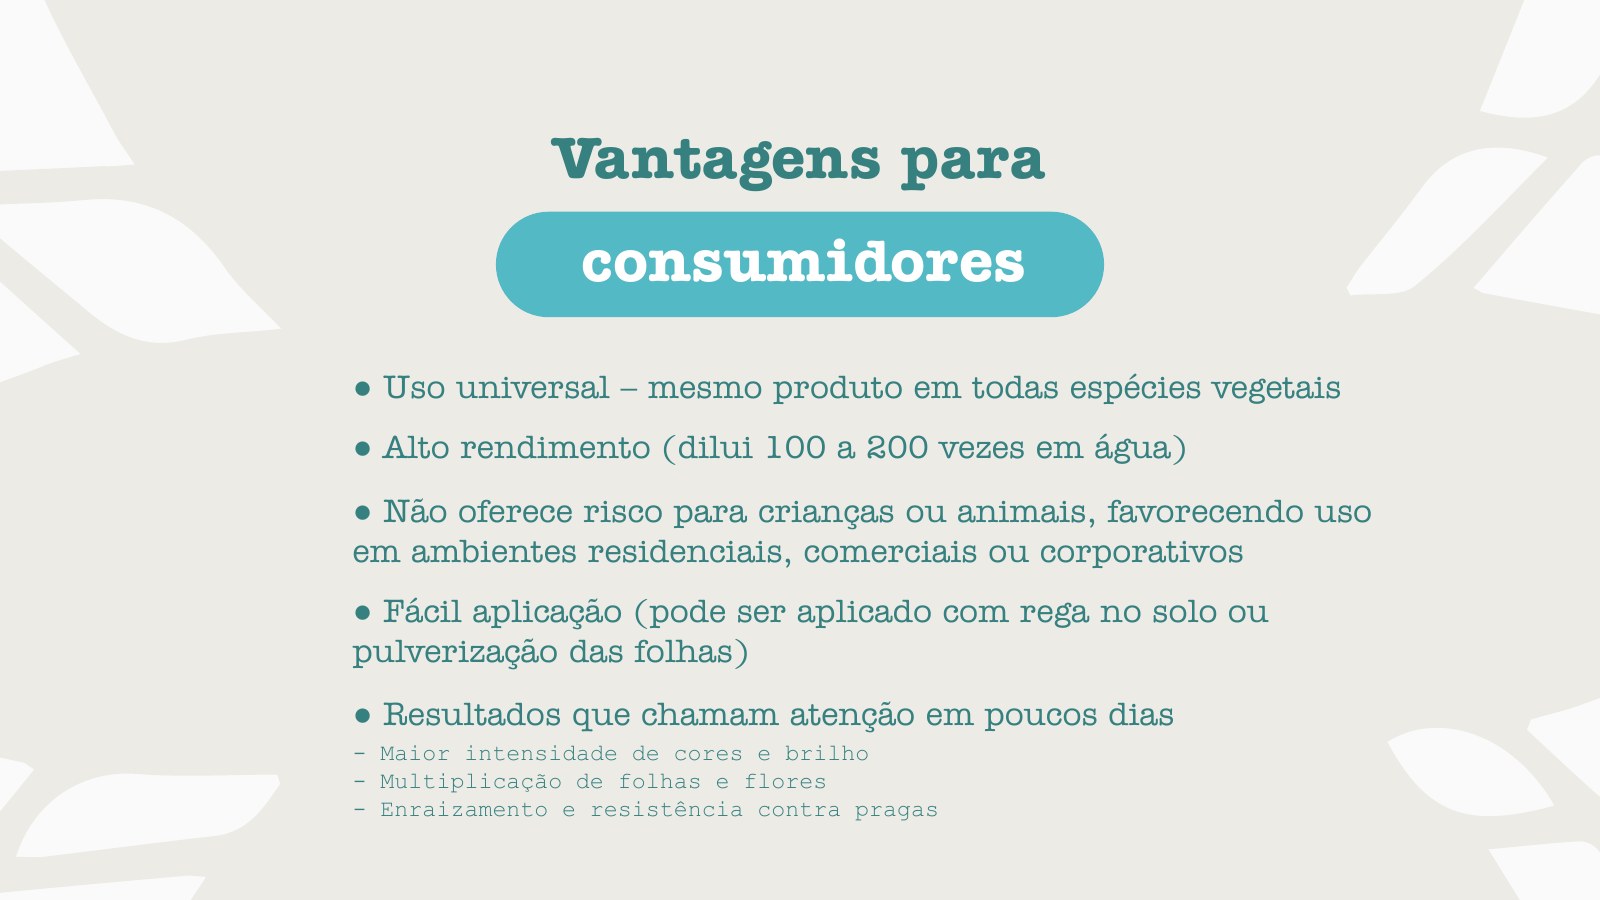 Vantagens para
consumidores
● Uso universal – mesmo produto em todas espécies vegetais
● Alto rendimento (dilui 100 a 200 vezes em água)
● Não oferece risco para crianças ou animais, favorecendo uso
em ambientes residenciais, comerciais ou corporativos
● Fácil aplicação (pode ser aplicado com rega no solo ou
pulverização das folhas)
● Resultados que chamam atenção em poucos dias
- Maior intensidade de cores e brilho
- Multiplicação de folhas e flores
- Enraizamento e resistência contra pragas